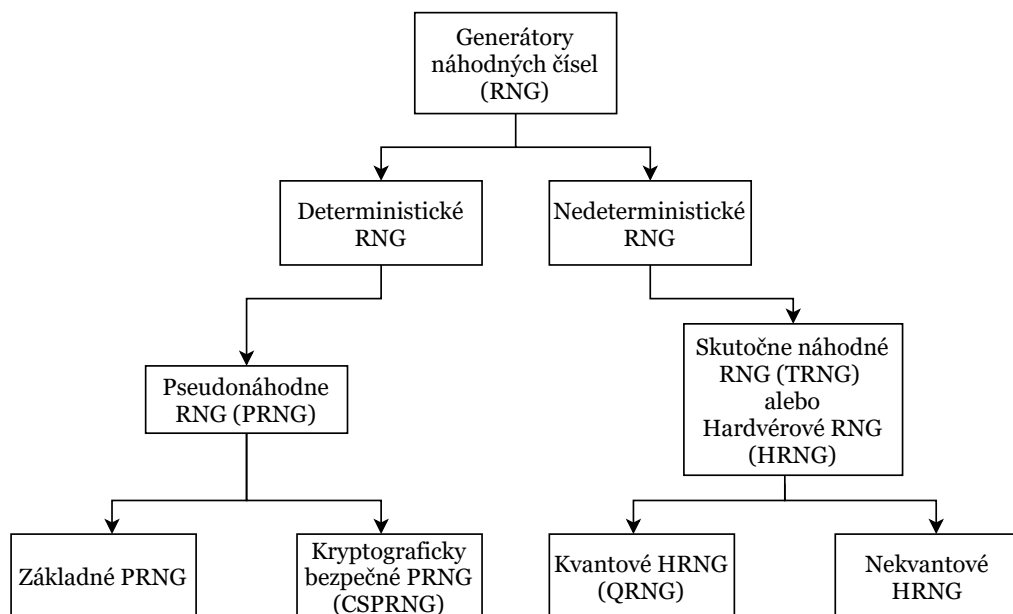 Generátory
náhodných čísel
(RNG)
Deterministické
RNG
Nedeterministické
RNG
Pseudonáhodne
RNG (PRNG)
Skutočne náhodné
RNG (TRNG)
alebo
Hardvérové RNG
(HRNG)
Základné PRNG
Kryptograficky
bezpečné PRNG
(CSPRNG)
Kvantové HRNG
(QRNG)
Nekvantové
HRNG